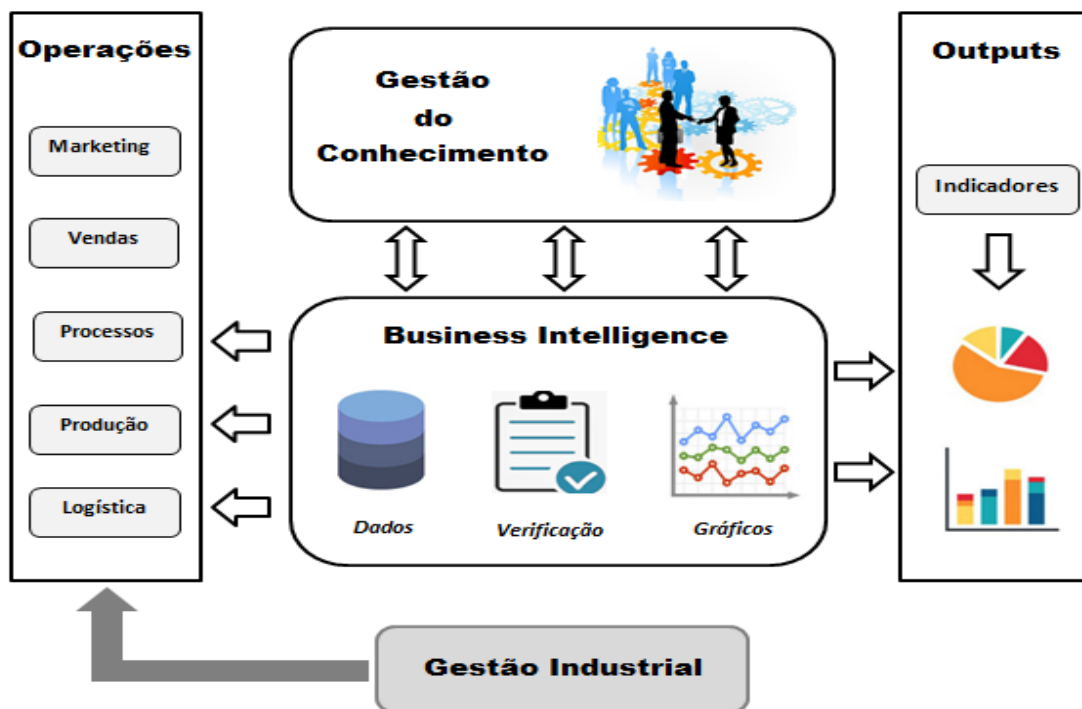 Operações
Marketing
Vendas
Processos
Produção
Logística
Gestão
do
Conhecimento
Business Intelligence
Dados
Verificação
Gráficos
Outputs
Indicadores
Gestão Industrial